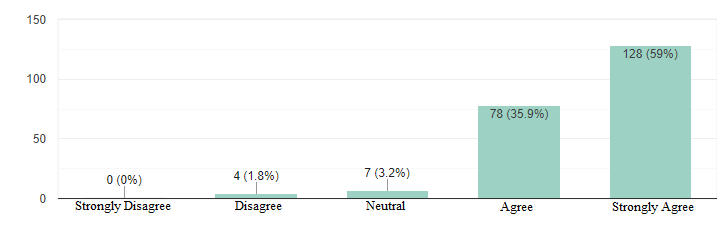 150
100
50
0
0 (0%)
4 (1.8%)
7 (3.2%)
78 (35.9%)
128 (59%)
Strongly Disagree
Disagree
Neutral
Agree
Strongly Agree